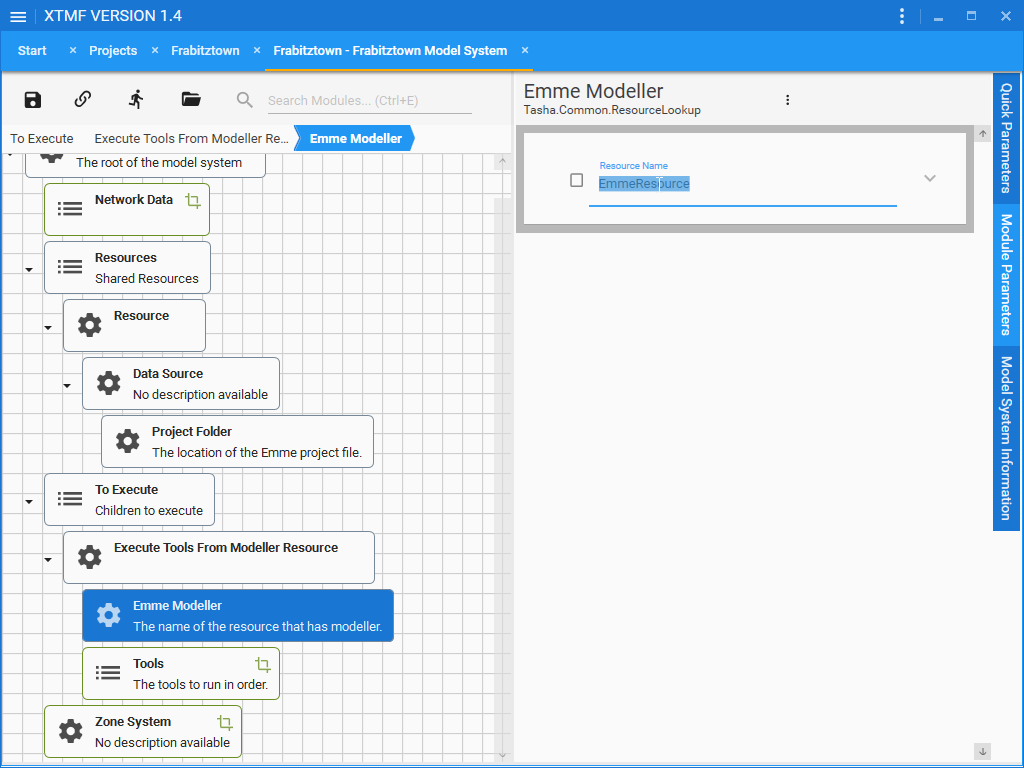 XTMF VERSION 1.4
Start × Projects × Frabitztown × Frabitztown - Frabitztown Model System ×
Search Modules... (Ctrl+E)
To Execute Execute Tools From Modeller Re... Emme Modeller
The root of the model system
Network Data
Resources
Shared Resources
Resource
Data Source
No description available
Project Folder
The location of the Emme project file.
To Execute
Children to execute
Execute Tools From Modeller Resource
Emme Modeller
The name of the resource that has modeller.
Tools
The tools to run in order.
Zone System
No description available
Emme Modeller
Tasha.Common.ResourceLookup
Resource Name
EmmeResource
Quick Parameters
Module Parameters
Model System Information